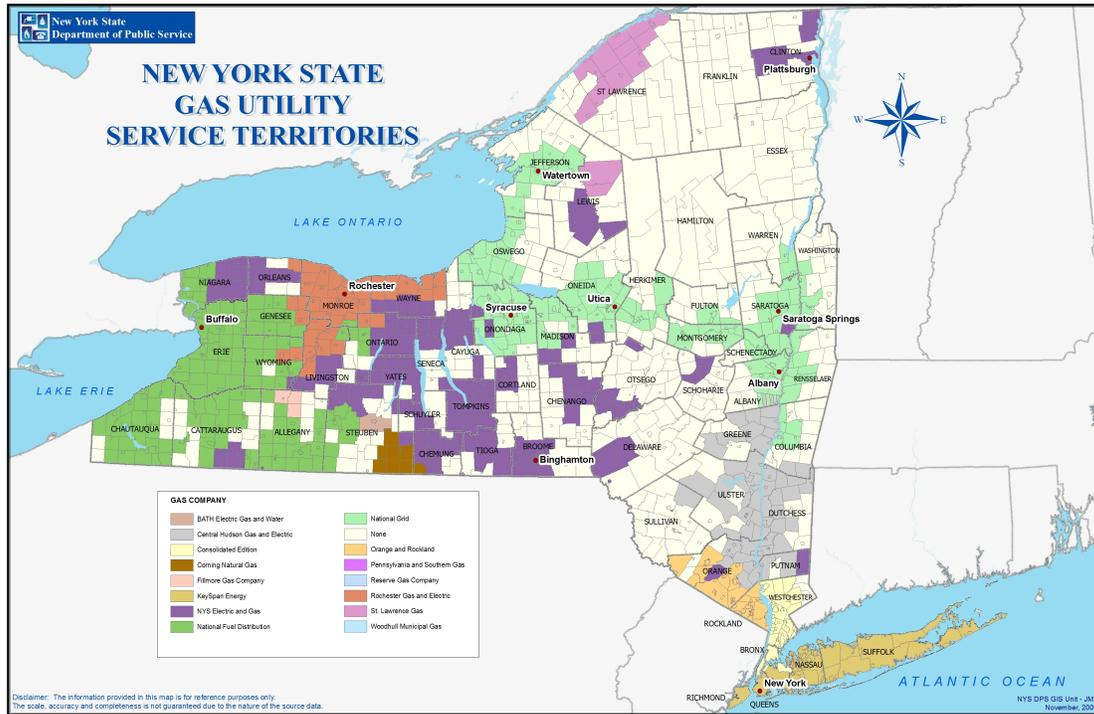 New York State
Department of Public Service
NEW YORK STATE
GAS UTILITY
SERVICE TERRITORIES
N
W
E
S
CLINTON
Plattsburgh
FRANKLIN
ST LAWRENCE
ESSEX
JEFFERSON
Watertown
LEWIS
HAMILTON
LAKE ONTARIO
WARREN
WASHINGTON
OSWEGO
NIAGARA
ORLEANS
Rochester
MONROE
WAYNE
ONEIDA
HERKIMER
Utica
FULTON
SARATOGA
Saratoga Springs
Buffalo
GENESEE
Syracuse
ONONDAGA
MADISON
MONTGOMERY
ERIE
WYOMING
ONTARIO
SENECA
CAYUGA
SCHENECTADY
LIVINGSTON
YATES
CORTLAND
OTSEGO
SCHOHARIE
Albany
RENSSELAER
LAKE ERIE
ALBANY
CHENANGO
TOMPKINS
SCHUYLER
CHAUTAUQUA
CATTARAUGUS
ALLEGANY
STEUBEN
GREENE
COLUMBIA
CHEMUNG
TIOGA
BROOME
Binghamton
DELAWARE
ULSTER
DUTCHESS
SULLIVAN
ORANGE
PUTNAM
WESTCHESTER
ROCKLAND
BRONX
NASSAU
SUFFOLK
New York
RICHMOND
QUEENS
ATLANTIC OCEAN
GAS COMPANY
BATH Electric Gas and Water
Central Hudson Gas and Electric
Consolidated Edition
Corning Natural Gas
Fillmore Gas Company
KeySpan Energy
NYS Electric and Gas
National Fuel Distribution
National Grid
None
Orange and Rockland
Pennsylvania and Southern Gas
Reserve Gas Company
Rochester Gas and Electric
St. Lawrence Gas
Woodhull Municipal Gas
Disclaimer: The information provided in this map is for reference purposes only.
The scale, accuracy and completeness is not guaranteed due to the nature of the source data.
NYS DPS GIS Unit - JM
November, 200